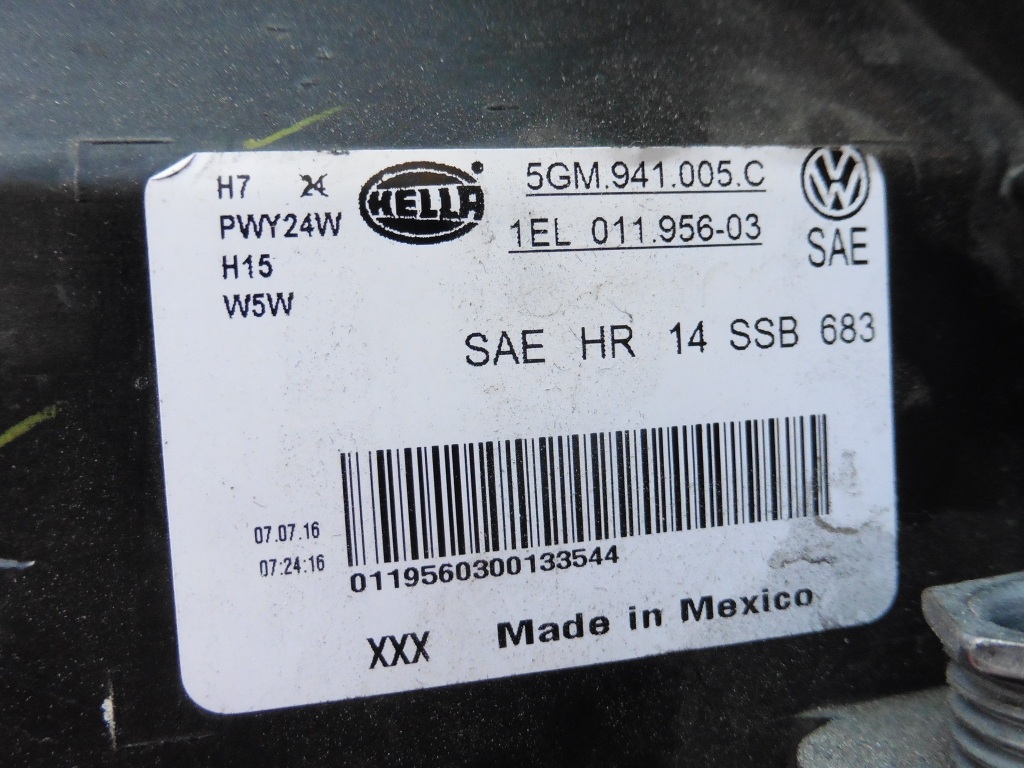 H7 24
PWY24W
H15
W5W
HELLA
5GM.941.005.C
1EL 011.956-03
VW
SAE
SAE HR 14 SSB 683
07.07.16
07:24:16
0119560300133544
XXX Made in Mexico